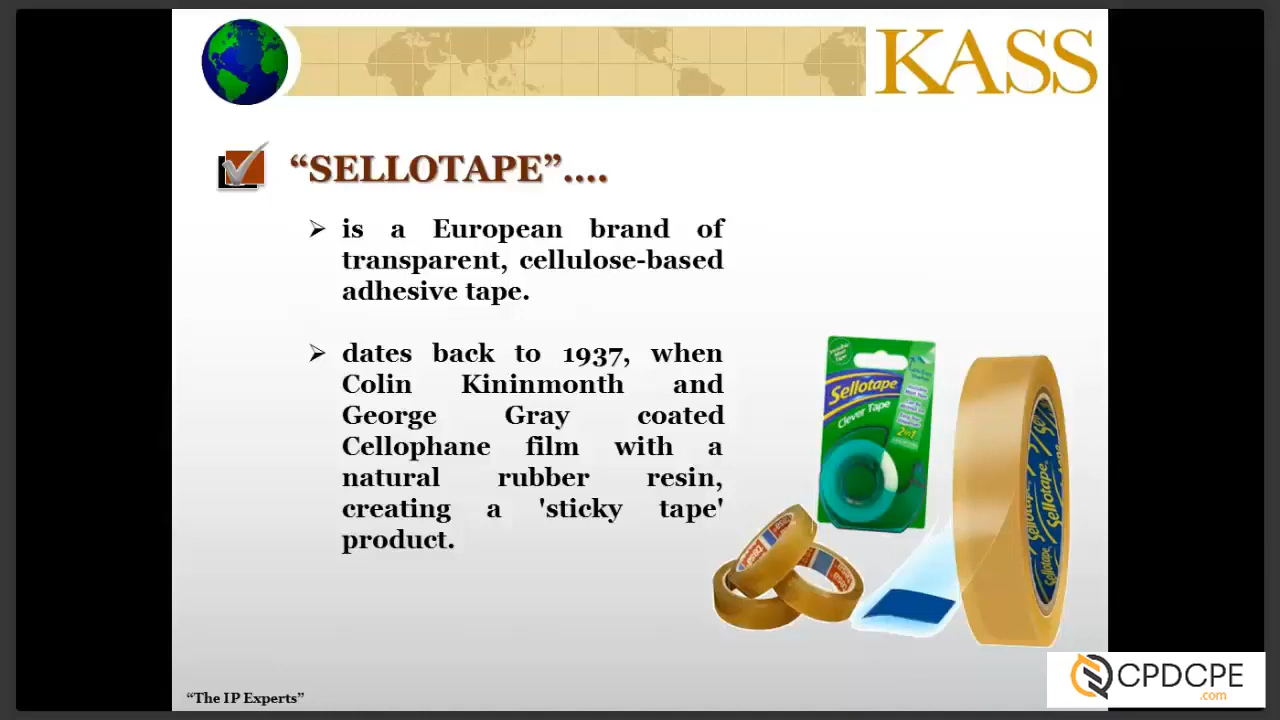 KASS
“SELLOTAPE”....
is a European brand of
transparent, cellulose-based
adhesive tape.
dates back to 1937, when
Colin Kininmonth and
George Gray coated
Cellophane film with a
natural rubber resin,
creating a 'sticky tape'
product.
Sellotape
Clever Tape
2in1
Sellotape
Sellotape
“The IP Experts”
CPDCPE
.com